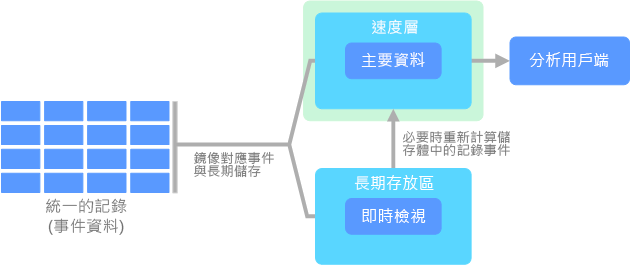 速度層
主要資料
分析用戶端
鏡像對應事件
與長期儲存
必要時重新計算儲
存體中的記錄事件
長期存放區
即時檢視
統一的記錄
(事件資料)